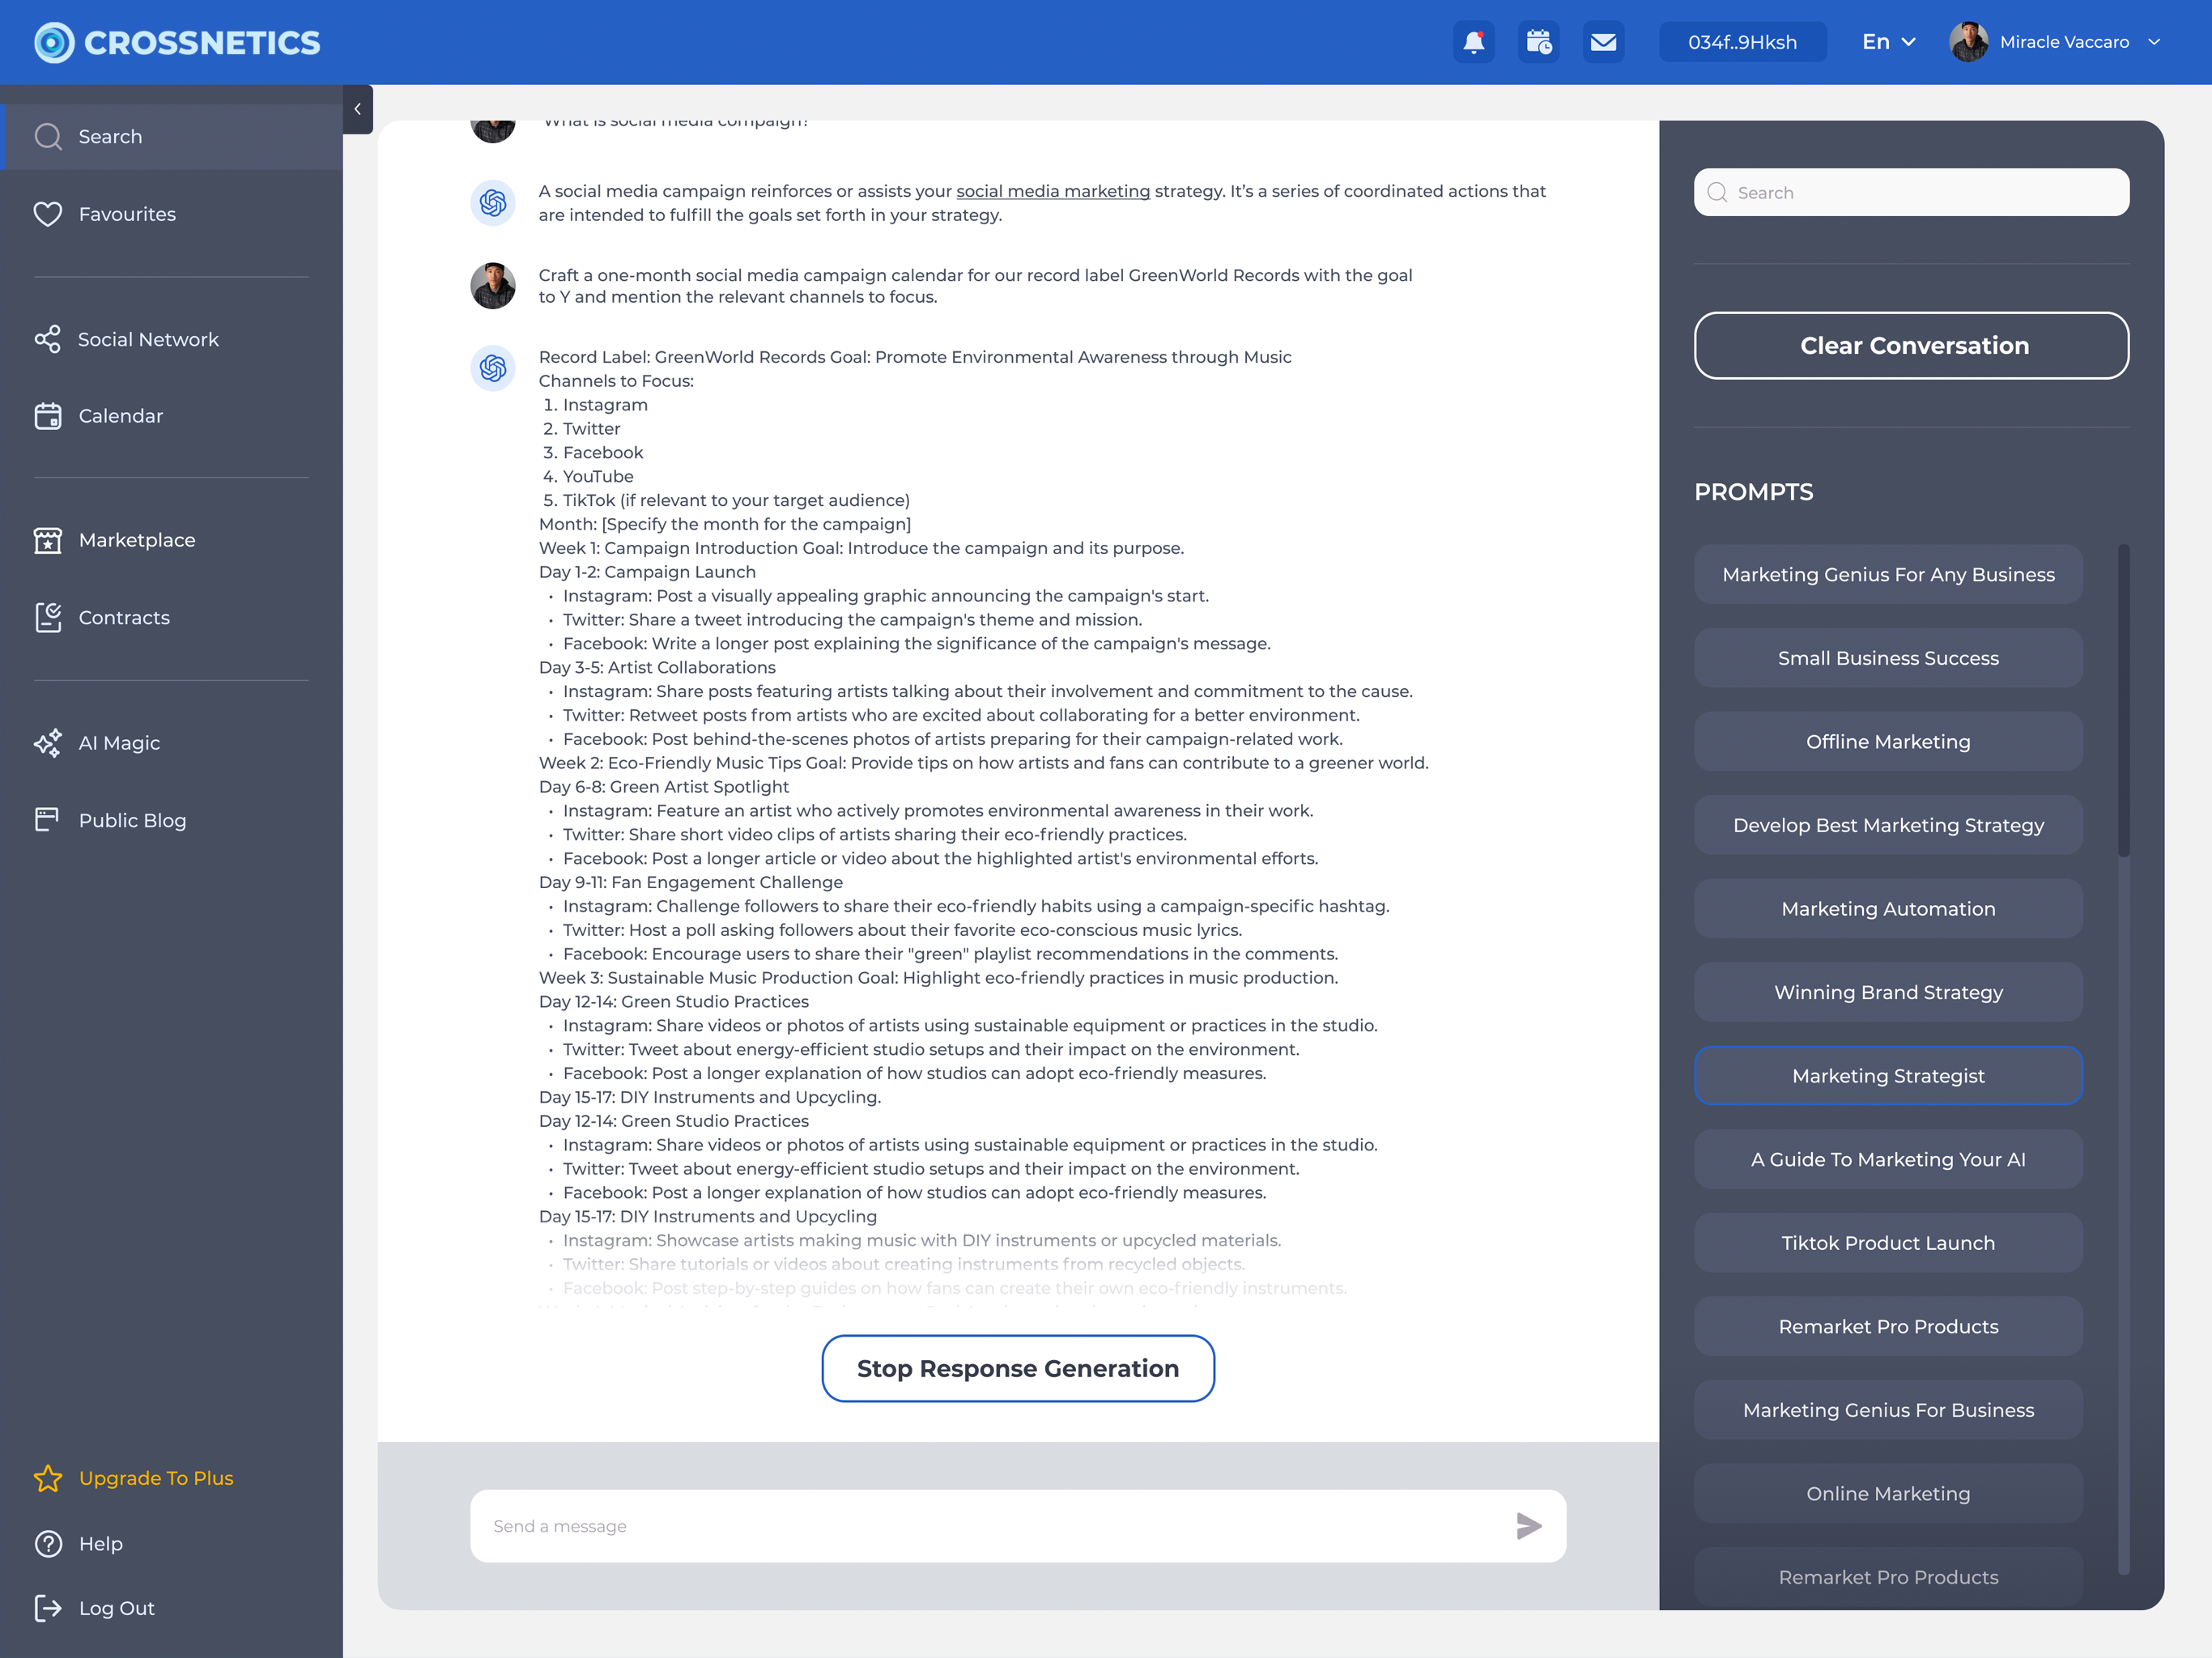 CROSSNETICS
034f..9Hksh
En
Miracle Vaccaro
Search
Favourites
Social Network
Calendar
Marketplace
Contracts
AI Magic
Public Blog
Upgrade To Plus
Help
Log Out
What is social media compaign?
A social media campaign reinforces or assists your social media marketing strategy. It’s a series of coordinated actions that
are intended to fulfill the goals set forth in your strategy.
Craft a one-month social media campaign calendar for our record label GreenWorld Records with the goal
to Y and mention the relevant channels to focus.
Record Label: GreenWorld Records Goal: Promote Environmental Awareness through Music
Channels to Focus:
1. Instagram
2. Twitter
3. Facebook
4. YouTube
5. TikTok (if relevant to your target audience)
Month: [Specify the month for the campaign]
Week 1: Campaign Introduction Goal: Introduce the campaign and its purpose.
Day 1-2: Campaign Launch
• Instagram: Post a visually appealing graphic announcing the campaign's start.
• Twitter: Share a tweet introducing the campaign's theme and mission.
• Facebook: Write a longer post explaining the significance of the campaign's message.
Day 3-5: Artist Collaborations
• Instagram: Share posts featuring artists talking about their involvement and commitment to the cause.
• Twitter: Retweet posts from artists who are excited about collaborating for a better environment.
• Facebook: Post behind-the-scenes photos of artists preparing for their campaign-related work.
Week 2: Eco-Friendly Music Tips Goal: Provide tips on how artists and fans can contribute to a greener world.
Day 6-8: Green Artist Spotlight
• Instagram: Feature an artist who actively promotes environmental awareness in their work.
• Twitter: Share short video clips of artists sharing their eco-friendly practices.
• Facebook: Post a longer article or video about the highlighted artist's environmental efforts.
Day 9-11: Fan Engagement Challenge
• Instagram: Challenge followers to share their eco-friendly habits using a campaign-specific hashtag.
• Twitter: Host a poll asking followers about their favorite eco-conscious music lyrics.
• Facebook: Encourage users to share their "green" playlist recommendations in the comments.
Week 3: Sustainable Music Production Goal: Highlight eco-friendly practices in music production.
Day 12-14: Green Studio Practices
• Instagram: Share videos or photos of artists using sustainable equipment or practices in the studio.
• Twitter: Tweet about energy-efficient studio setups and their impact on the environment.
• Facebook: Post a longer explanation of how studios can adopt eco-friendly measures.
Day 15-17: DIY Instruments and Upcycling.
Day 12-14: Green Studio Practices
• Instagram: Share videos or photos of artists using sustainable equipment or practices in the studio.
• Twitter: Tweet about energy-efficient studio setups and their impact on the environment.
• Facebook: Post a longer explanation of how studios can adopt eco-friendly measures.
Day 15-17: DIY Instruments and Upcycling
• Instagram: Showcase artists making music with DIY instruments or upcycled materials.
• Twitter: Share tutorials or videos about creating instruments from recycled objects.
• Facebook: Post step-by-step guides on how fans can create their own eco-friendly instruments.
Stop Response Generation
Send a message
Search
Clear Conversation
PROMPTS
Marketing Genius For Any Business
Small Business Success
Offline Marketing
Develop Best Marketing Strategy
Marketing Automation
Winning Brand Strategy
Marketing Strategist
A Guide To Marketing Your AI
Tiktok Product Launch
Remarket Pro Products
Marketing Genius For Business
Online Marketing
Remarket Pro Products